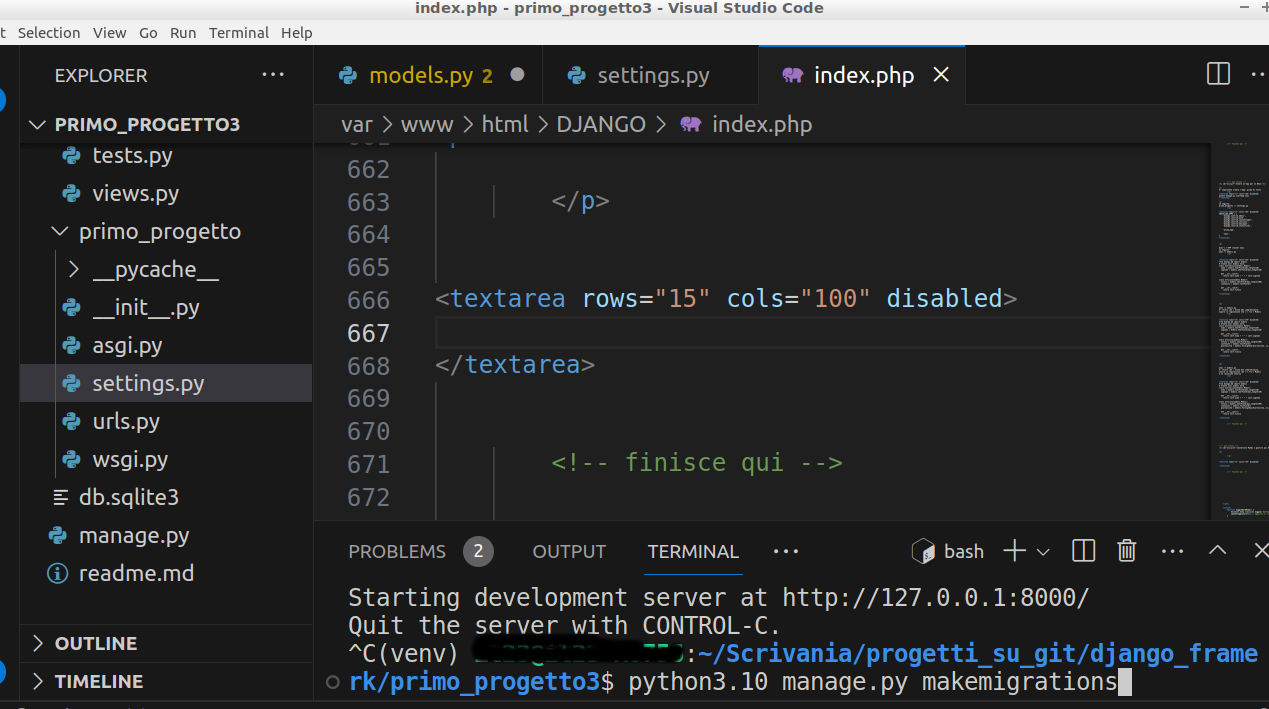 index.php - primo_progetto3 - Visual Studio Code
t Selection View Go Run Terminal Help
EXPLORER
PRIMO_PROGETTO3
tests.py
views.py
primo_progetto
__pycache__
__init__.py
asgi.py
settings.py
urls.py
wsgi.py
db.sqlite3
manage.py
readme.md
OUTLINE
TIMELINE
models.py 2
settings.py
index.php
var > www > html > DJANGO > index.php
662
663 </p>
664
665
666 <textarea rows="15" cols="100" disabled>
667
668 </textarea>
669
670
671 <!-- finisce qui -->
672
PROBLEMS 2 OUTPUT TERMINAL bash
Starting development server at http://127.0.0.1:8000/
Quit the server with CONTROL-C.
^C(venv) :~/Scrivania/progetti_su_git/django_frame
rk/primo_progetto3$ python3.10 manage.py makemigrations